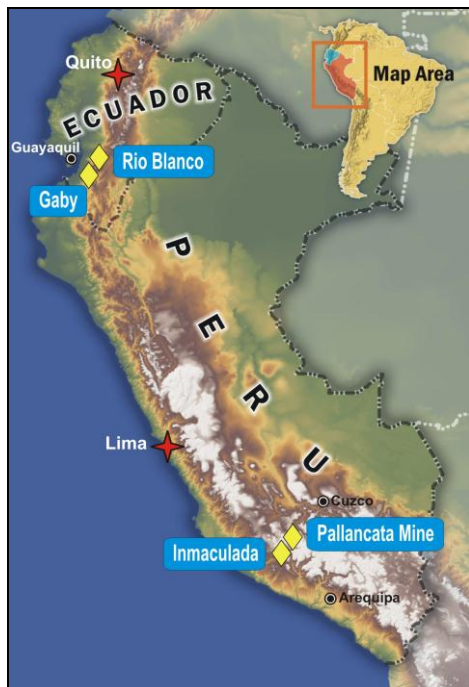 Quito
Map Area
ECUADOR
Guayaquil
Rio Blanco
Gaby
PERU
Lima
Cuzco
Pallancata Mine
Inmaculada
Arequipa